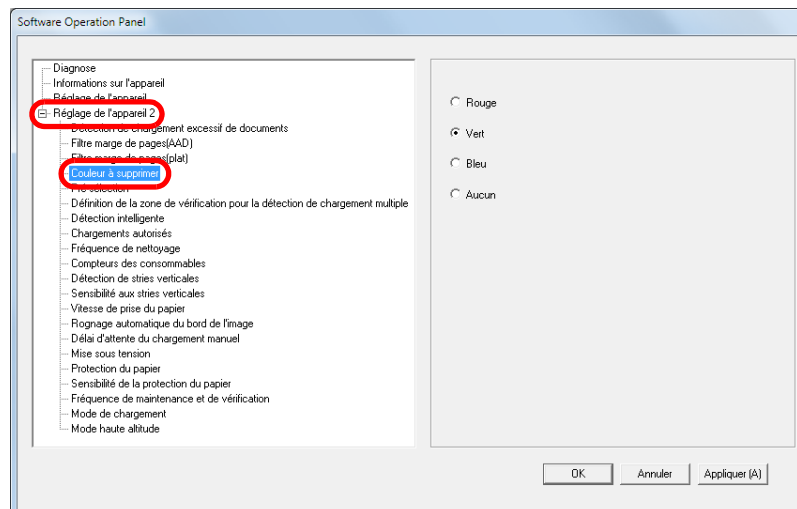 Software Operation Panel
Diagnose
Informations sur l'appareil
Réglage de l'appareil
Réglage de l'appareil 2
Détection de chargement excessif de documents
Filtre marge de pages(AAD)
Filtre marge de pages(plat)
Couleur à supprimer
Pré-sélection
Définition de la zone de vérification pour la détection de chargement multiple
Détection intelligente
Chargements autorisés
Fréquence de nettoyage
Compteurs des consommables
Détection de stries verticales
Sensibilité aux stries verticales
Vitesse de prise du papier
Rognage automatique du bord de l'image
Délai d'attente du chargement manuel
Mise sous tension
Protection du papier
Sensibilité de la protection du papier
Fréquence de maintenance et de vérification
Mode de chargement
Mode haute altitude
Rouge
Vert
Bleu
Aucun
OK
Annuler
Appliquer (A)